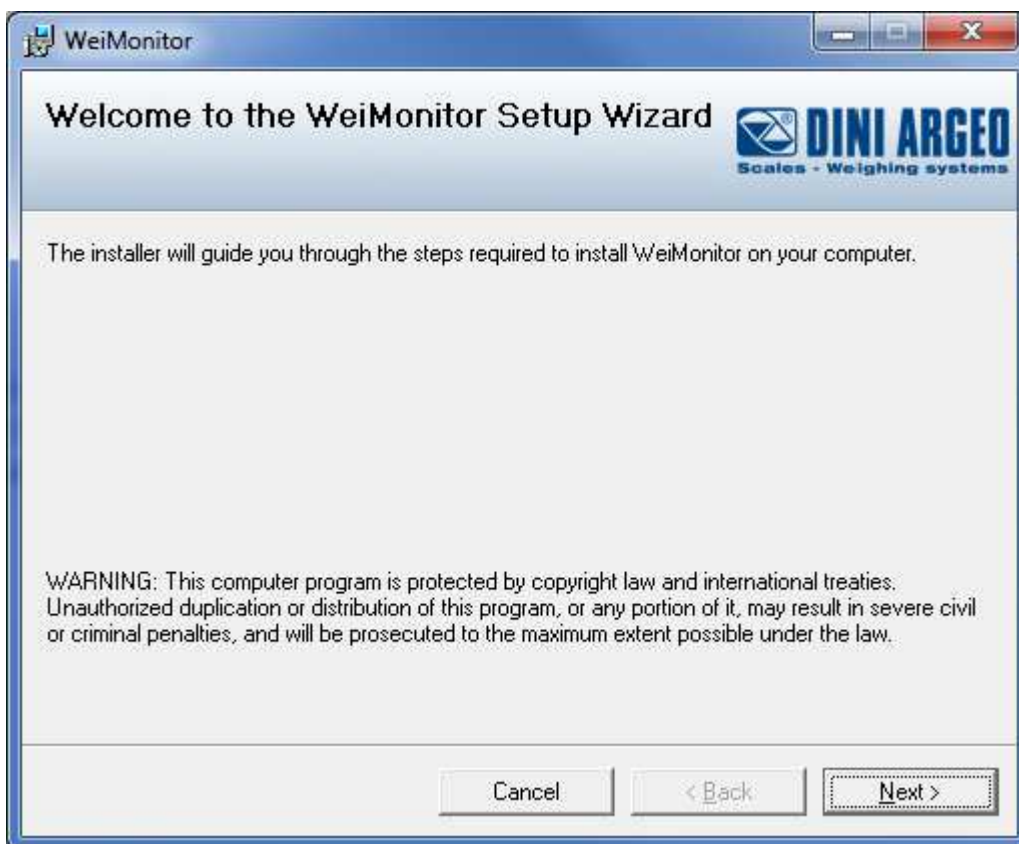 WeiMonitor
Welcome to the WeiMonitor Setup Wizard
DINI ARGEO
Scales - Weighing systems
The installer will guide you through the steps required to install WeiMonitor on your computer.
WARNING: This computer program is protected by copyright law and international treaties.
Unauthorized duplication or distribution of this program, or any portion of it, may result in severe civil
or criminal penalties, and will be prosecuted to the maximum extent possible under the law.
Cancel < Back Next >